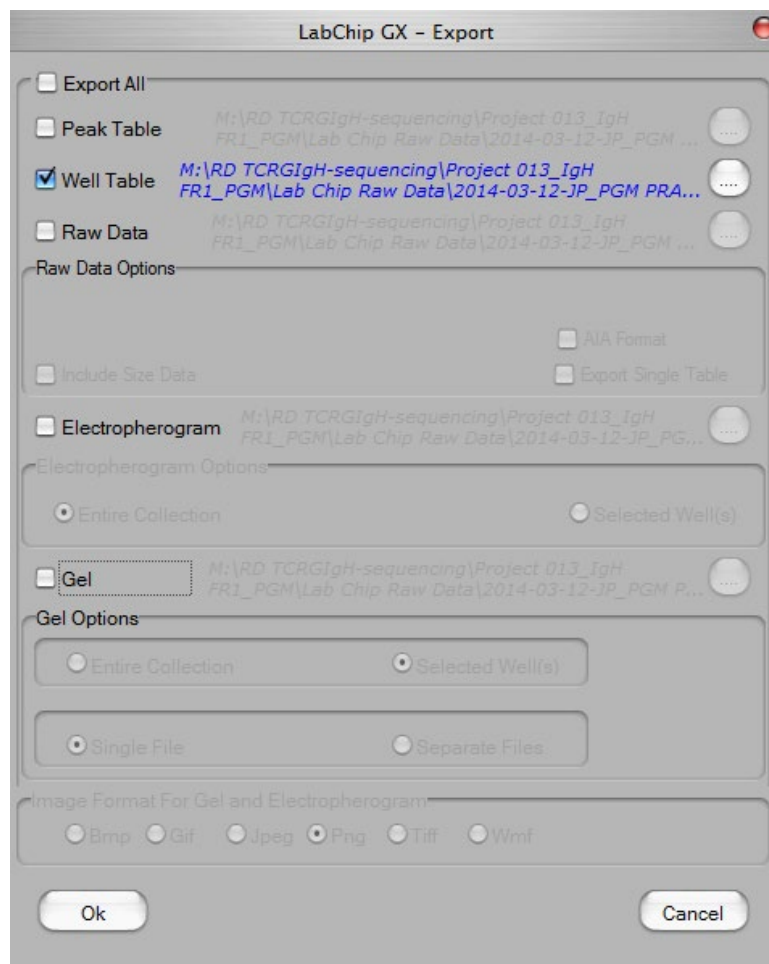 LabChip GX – Export
Export All
Peak Table
M:\RD TCRGIgH-sequencing\Project 013_IgH
FR1_PGM\Lab Chip Raw Data\2014-03-12-JP_PGM ...
....
Well Table
M:\RD TCRGIgH-sequencing\Project 013_IgH
FR1_PGM\Lab Chip Raw Data\2014-03-12-JP_PGM PRA...
....
Raw Data
M:\RD TCRGIgH-sequencing\Project 013_IgH
FR1_PGM\Lab Chip Raw Data\2014-03-12-JP_PGM ...
....
Raw Data Options
AIA Format
Include Size Data
Export Single Table
Electropherogram
M:\RD TCRGIgH-sequencing\Project 013_IgH
FR1_PGM\Lab Chip Raw Data\2014-03-12-JP_PG...
....
Electropherogram Options
Entire Collection
Selected Well(s)
Gel
M:\RD TCRGIgH-sequencing\Project 013_IgH
FR1_PGM\Lab Chip Raw Data\2014-03-12-JP_PGM P...
....
Gel Options
Entire Collection
Selected Well(s)
Single File
Separate Files
Image Format For Gel and Electropherogram
Bmp Gif Jpeg Png Tiff Wmf
Ok
Cancel